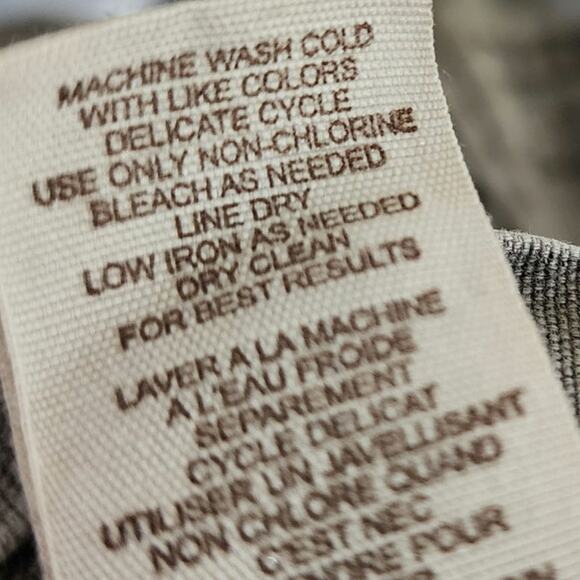 MACHINE WASH COLD
WITH LIKE COLORS
DELICATE CYCLE
USE ONLY NON-CHLORINE
BLEACH AS NEEDED
LINE DRY
LOW IRON AS NEEDED
DRY CLEAN
FOR BEST RESULTS
LAVER A LA MACHINE
A L'EAU FROIDE
SEPAREMENT
CYCLE DELICAT
UTILISER UN JAVELLISANT
NON CHLORE QUAND
C'EST NEC
POUR